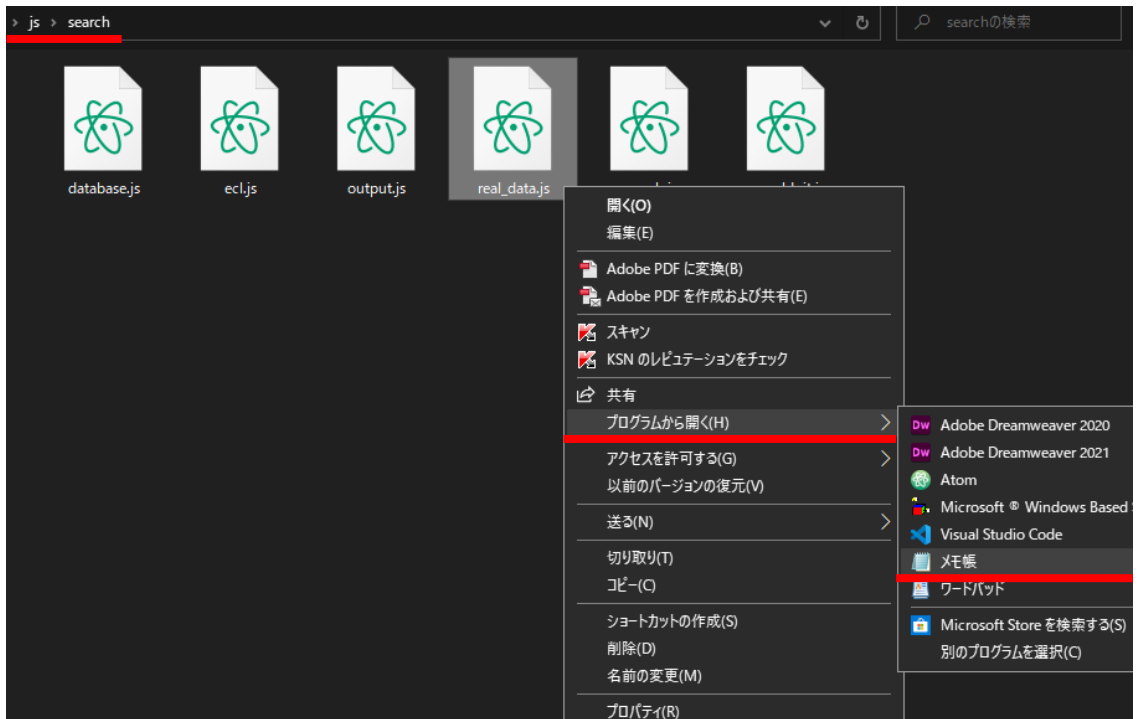 › js › search
searchの検索
database.js
ecl.js
output.js
real_data.js
開く(O)
編集(E)
Adobe PDF に変換(B)
Adobe PDF を作成および共有(E)
スキャン
KSN のレピュテーションをチェック
共有
プログラムから開く(H)
アクセスを許可する(G)
以前のバージョンの復元(V)
送る(N)
切り取り(T)
コピー(C)
ショートカットの作成(S)
削除(D)
名前の変更(M)
プロパティ(R)
Dw Adobe Dreamweaver 2020
Dw Adobe Dreamweaver 2021
Atom
Microsoft ® Windows Based
Visual Studio Code
メモ帳
ワードパッド
Microsoft Store を検索する(S)
別のプログラムを選択(C)